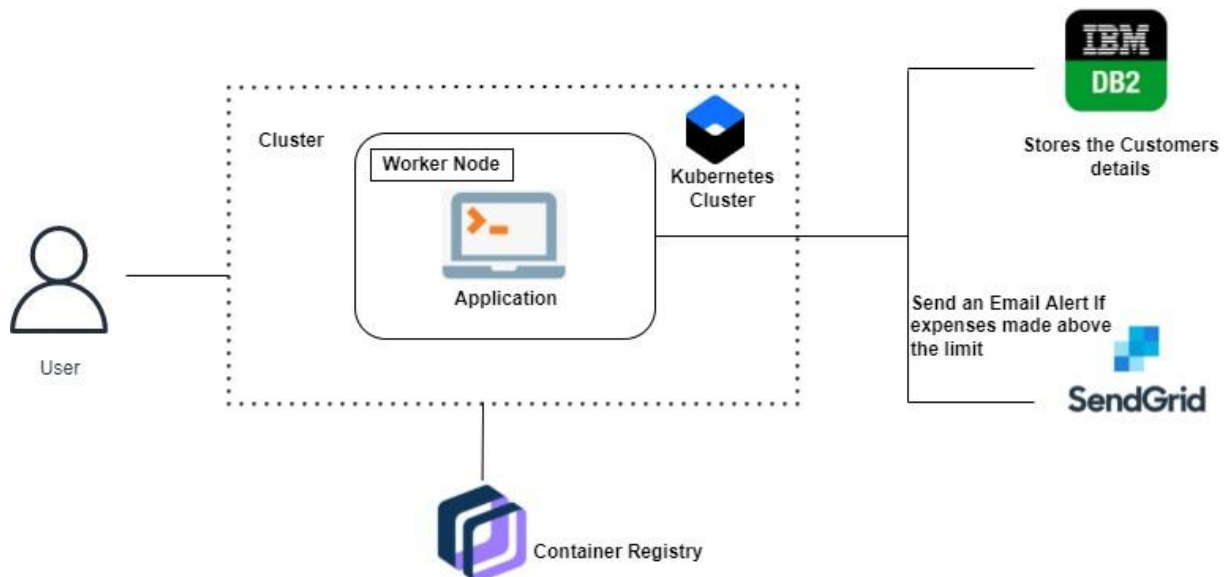 IBM
DB2
Stores the Customers
details
Cluster
Worker Node
Kubernetes
Cluster
Application
User
Send an Email Alert If
expenses made above
the limit
SendGrid
Container Registry